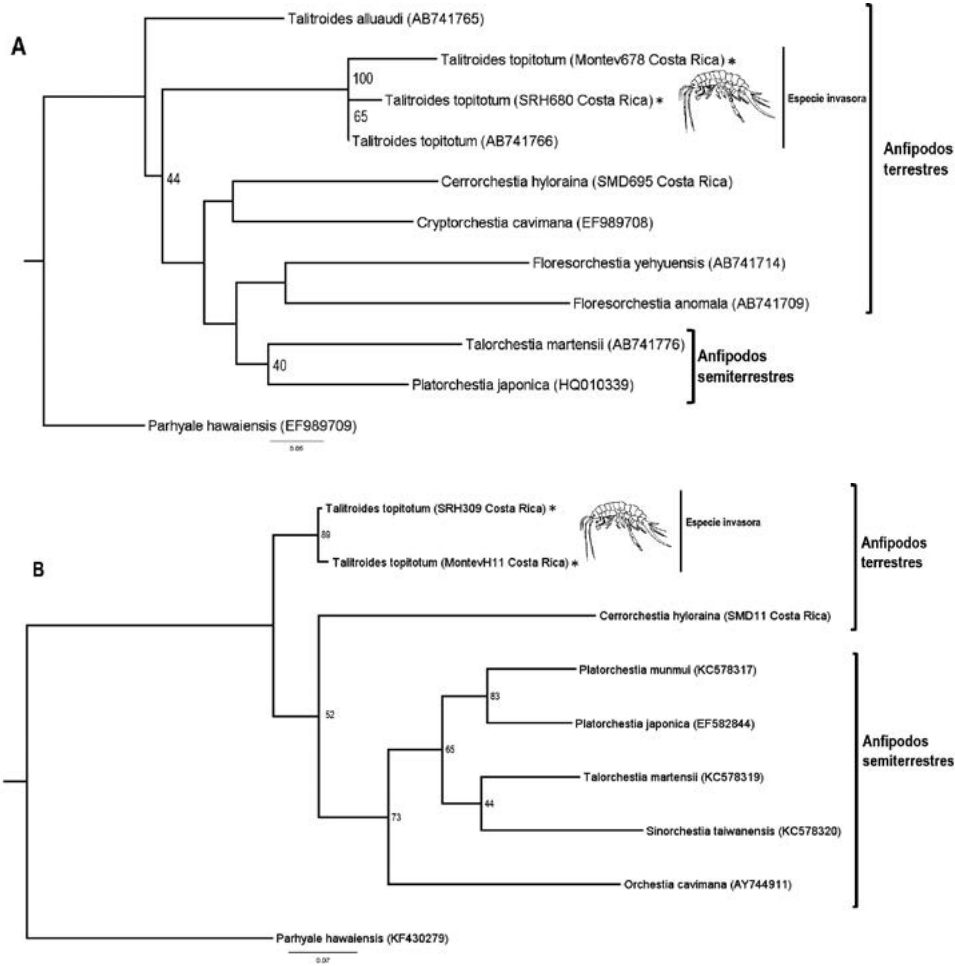 A
Talitroides alluaudi (AB741765)
Talitroides topitotum (Montev678 Costa Rica) *
100
Talitroides topitotum (SRH680 Costa Rica) *
Especie invasora
65
Talitroides topitotum (AB741766)
Anfipodos
terrestres
44
Cerrorchestia hyloraina (SMD695 Costa Rica)
Cryptorchestia cavimana (EF989708)
Floresorchestia yehyuensis (AB741714)
Floresorchestia anomala (AB741709)
Talorchestia martensii (AB741776)
40
Anfipodos
semiterrestres
Platorchestia japonica (HQ010339)
Parhyale hawaiensis (EF989709)
0.06
B
Talitroides topitotum (SRH309 Costa Rica) *
Especie invasora
89
Talitroides topitotum (MontevH11 Costa Rica) *
Anfipodos
terrestres
Cerrorchestia hyloraina (SMD11 Costa Rica)
Platorchestia munmui (KC578317)
83
52
Platorchestia japonica (EF582844)
65
Anfipodos
semiterrestres
Talorchestia martensii (KC578319)
44
73
Sinorchestia taiwanensis (KC578320)
Orchestia cavimana (AY744911)
Parhyale hawaiensis (KF430279)
0.07